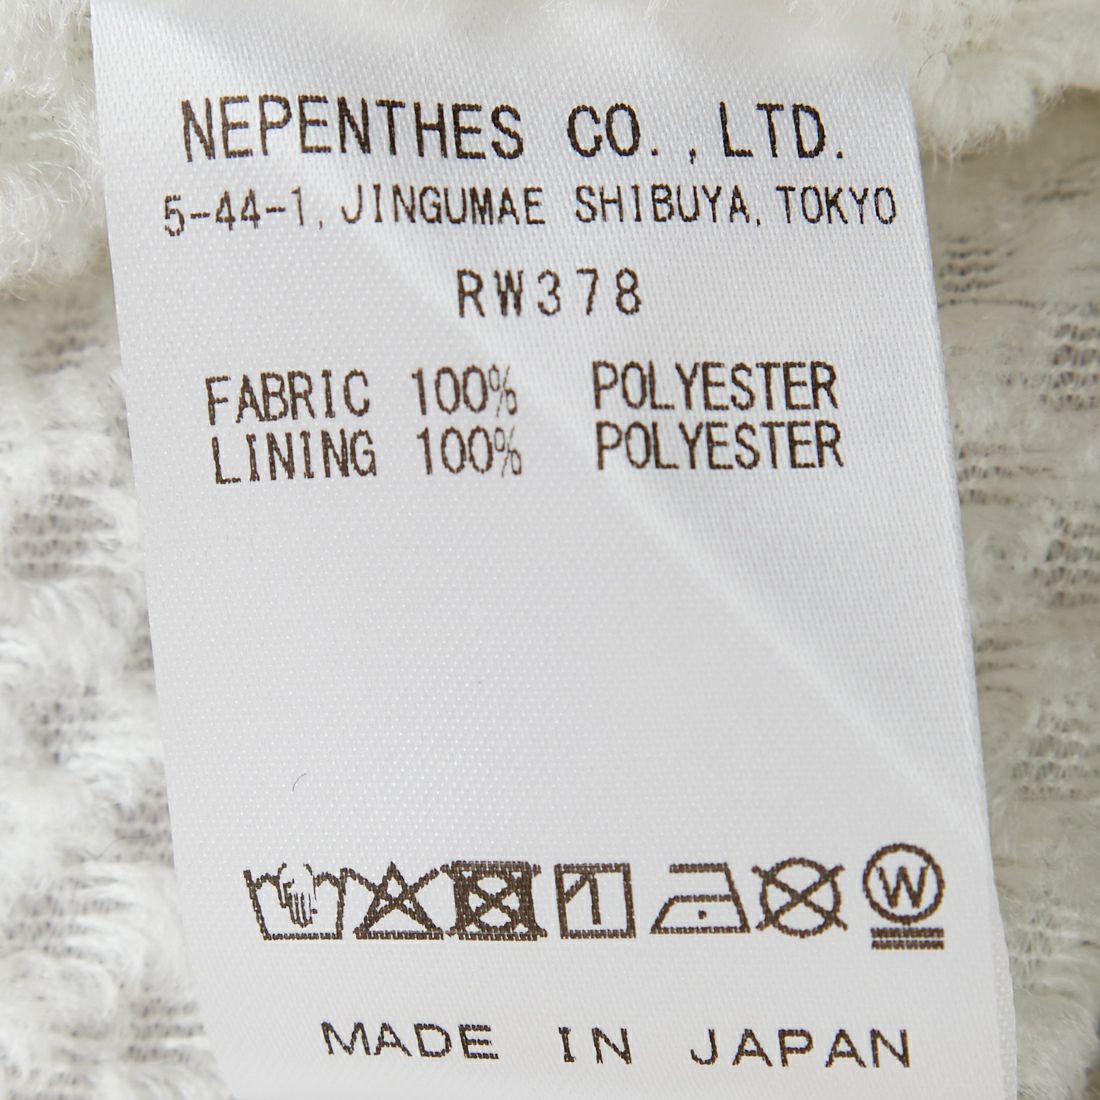 NEPENTHES CO., LTD.
5-44-1, JINGUMAE SHIBUYA, TOKYO
RW378
FABRIC 100% POLYESTER
LINING 100% POLYESTER
W
MADE IN JAPAN